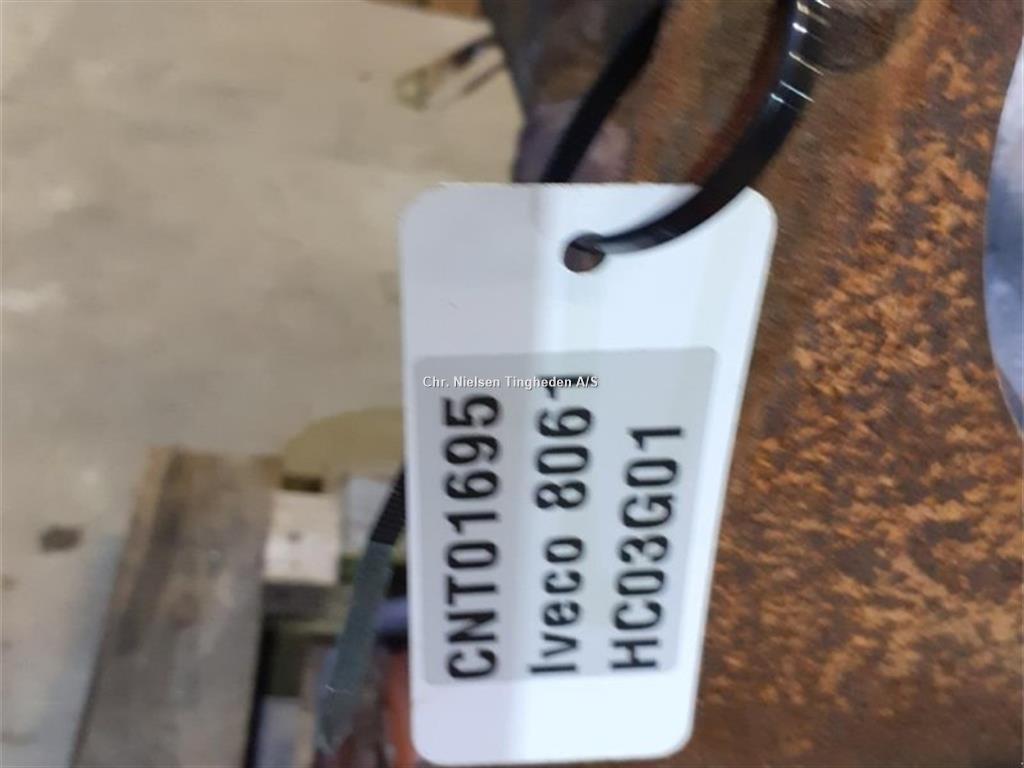 Chr. Nielsen Tingheden A/S
CNT01695
Iveco 8061
HC03G01